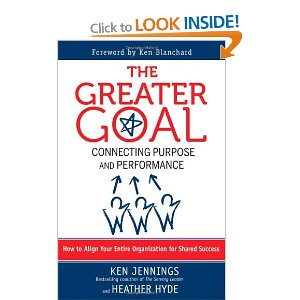 Click to LOOK INSIDE!
Foreword by Ken Blanchard
THE
GREATER
GOAL
CONNECTING PURPOSE
AND PERFORMANCE
How to Align Your Entire Organization for Shared Success
KEN JENNINGS
Bestselling coauthor of The Serving Leader
AND HEATHER HYDE